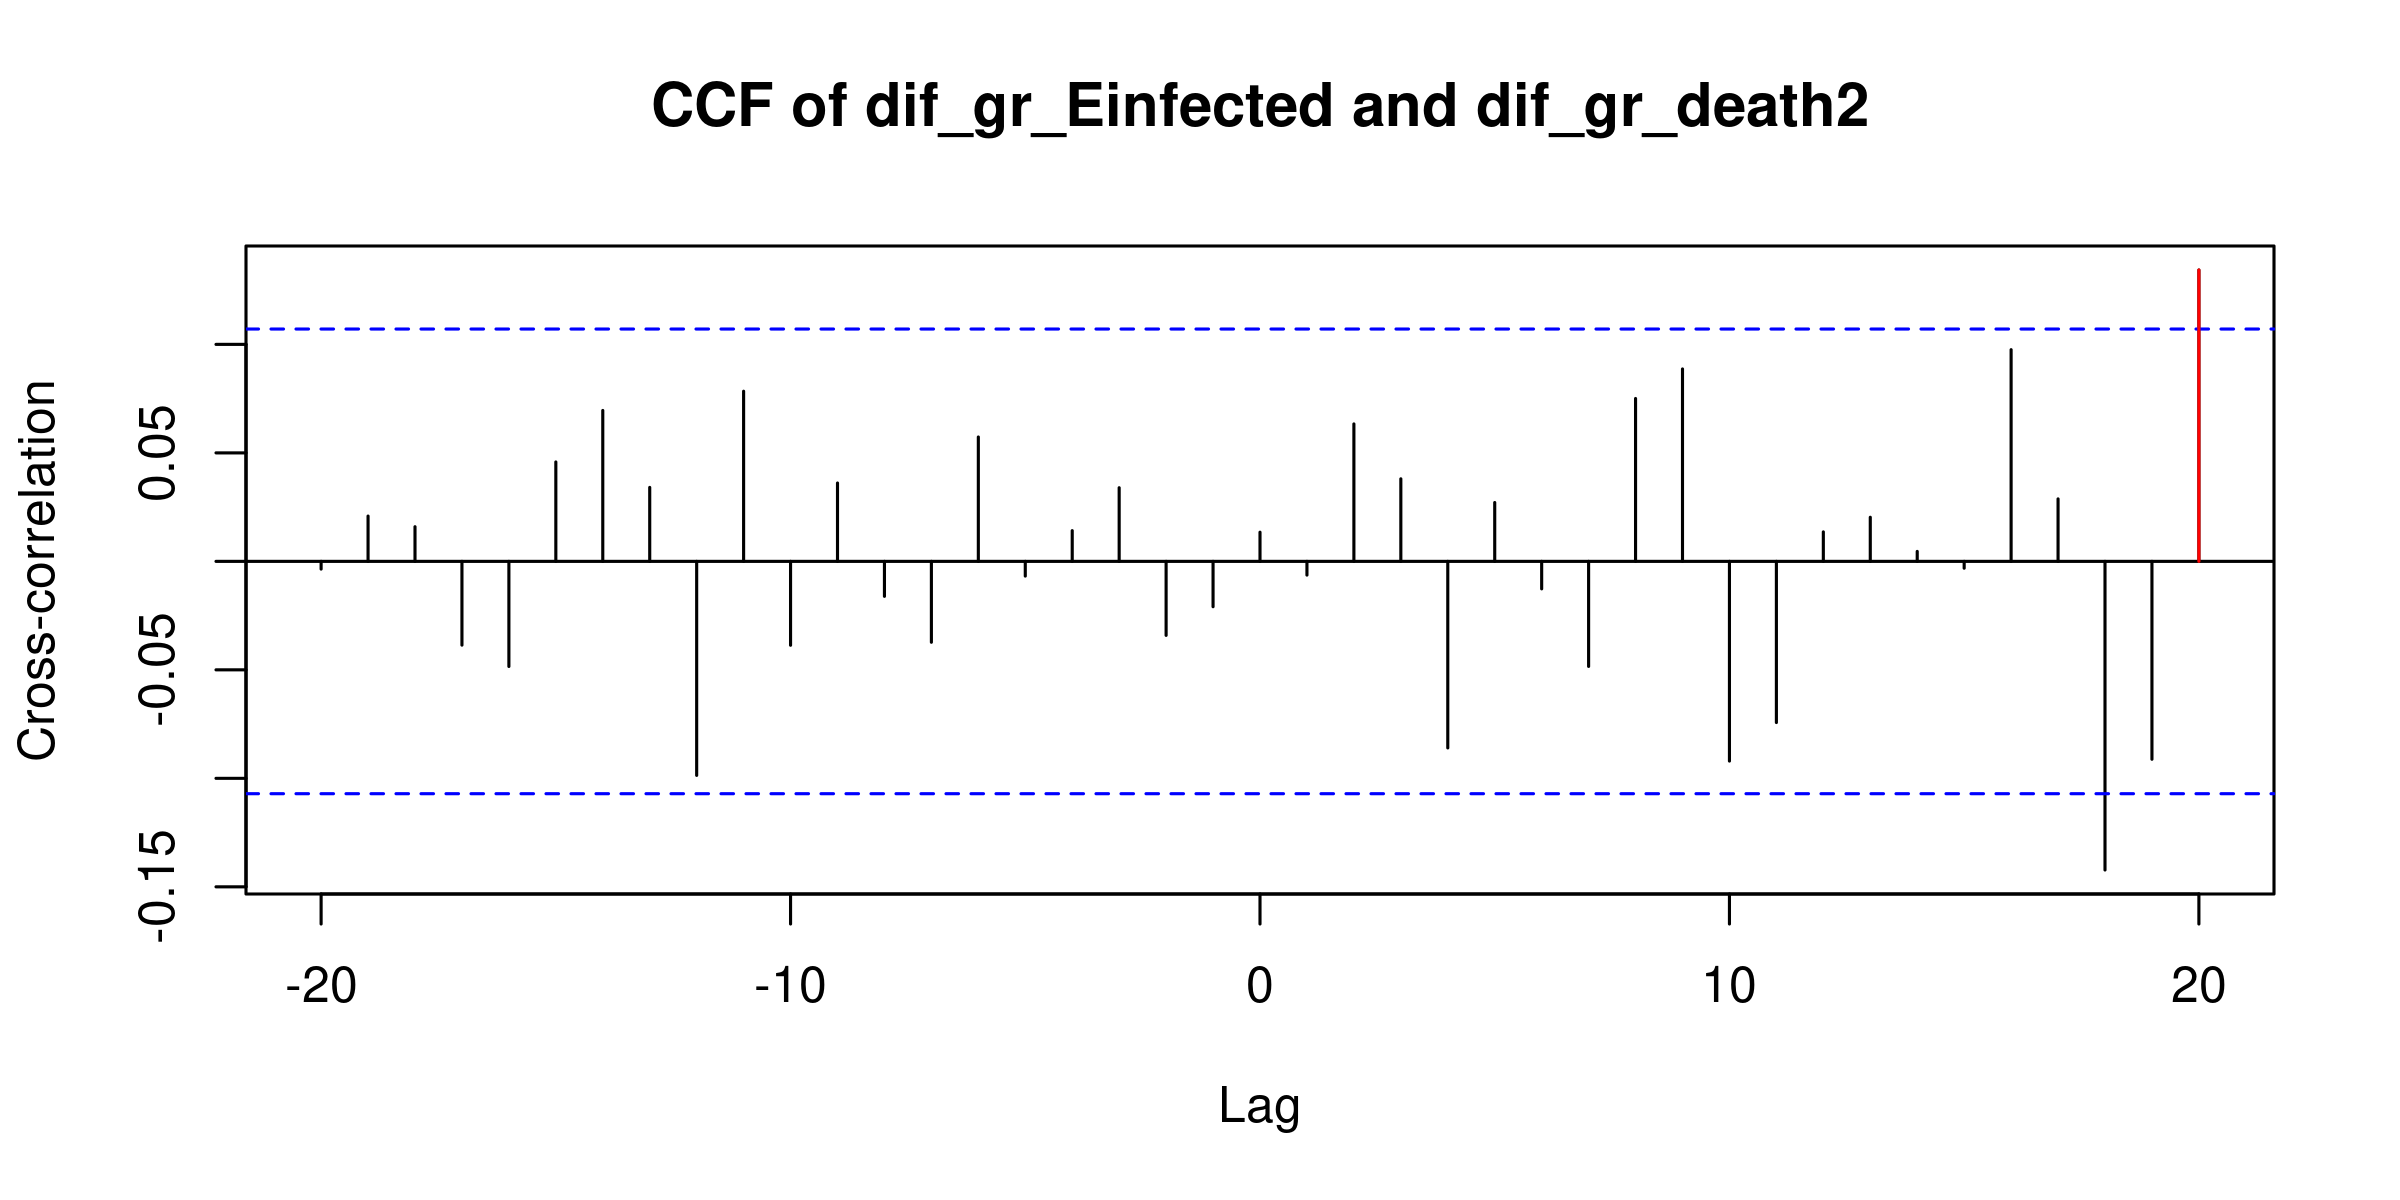 CCF of dif_gr_Einfected and dif_gr_death2
Cross-correlation
0.05
-0.05
-0.15
-20
-10
0
10
20
Lag